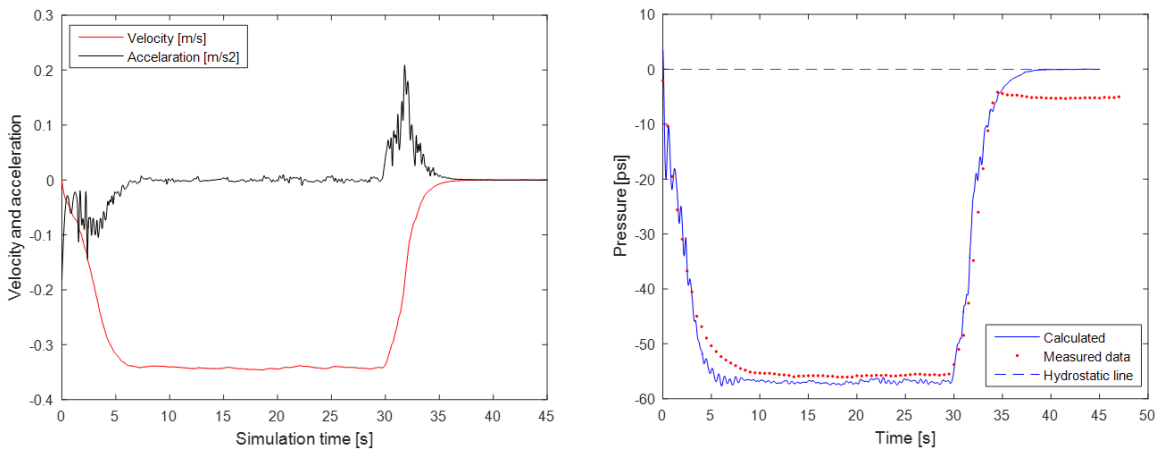 0.3
0.2
0.1
0
-0.1
-0.2
-0.3
-0.4
Velocity and acceleration
Velocity [m/s]
Accelaration [m/s2]
0 5 10 15 20 25 30 35 40 45
Simulation time [s]
10
0
-10
-20
-30
-40
-50
-60
Pressure [psi]
Calculated
Measured data
Hydrostatic line
0 5 10 15 20 25 30 35 40 45 50
Time [s]